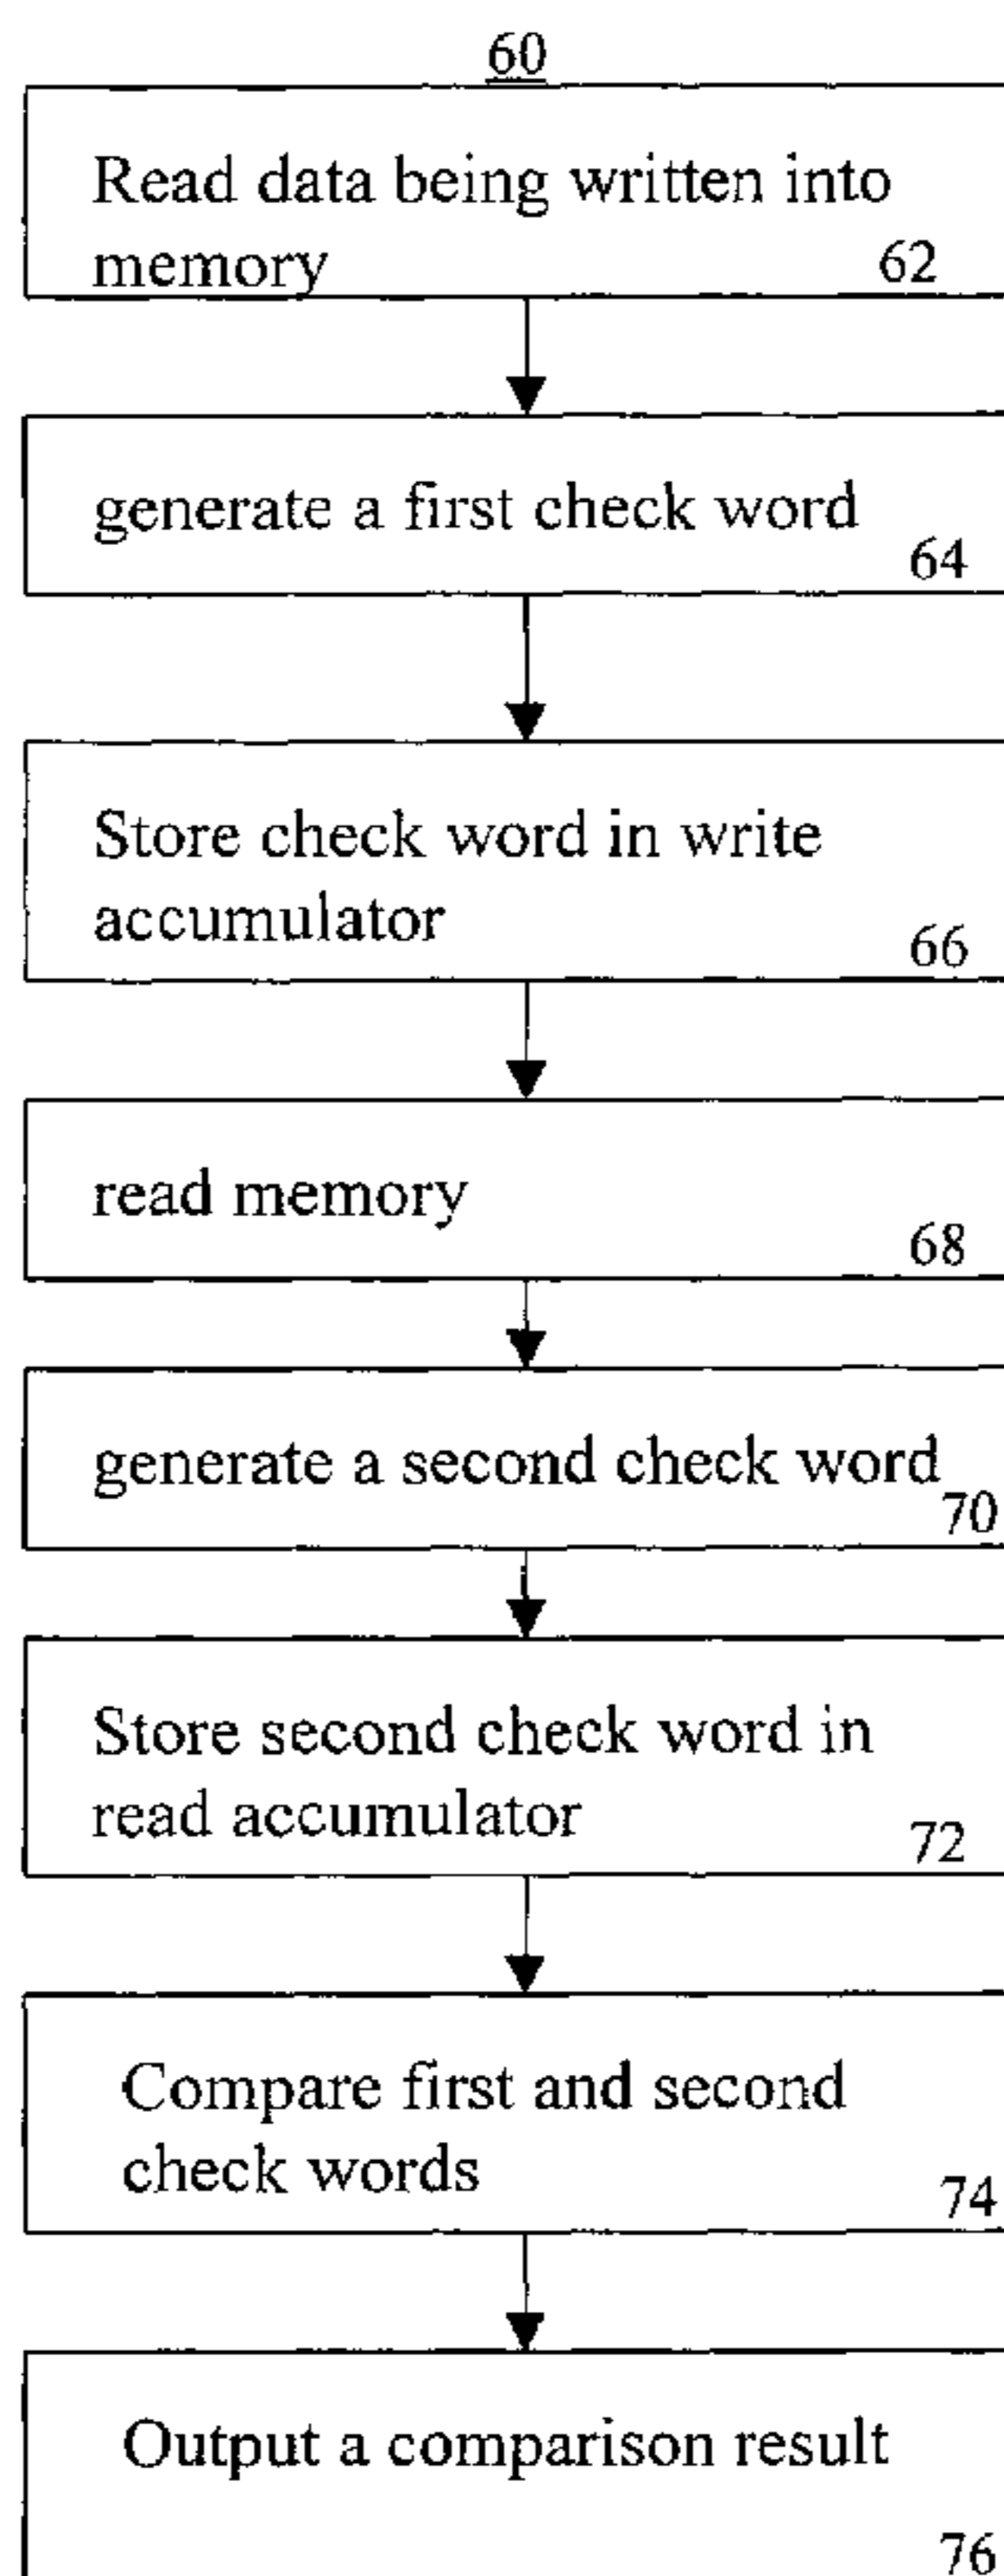 60
Read data being written into
memory
62
generate a first check word
64
Store check word in write
accumulator
66
read memory
68
generate a second check word
70
Store second check word in
read accumulator
72
Compare first and second
check words
74
Output a comparison result
76